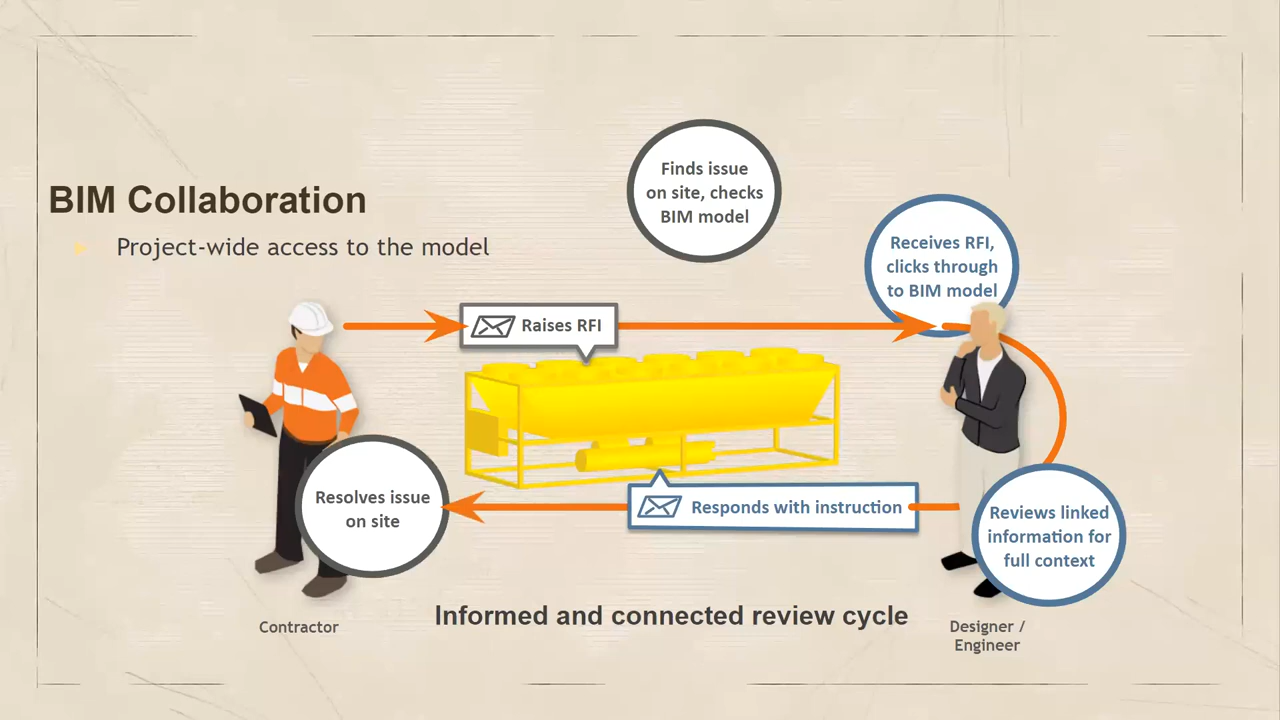 BIM Collaboration
Project-wide access to the model
Finds issue
on site, checks
BIM model
Receives RFI,
clicks through
to BIM model
Raises RFI
Resolves issue
on site
Responds with instruction
Reviews linked
information for
full context
Informed and connected review cycle
Contractor
Designer /
Engineer